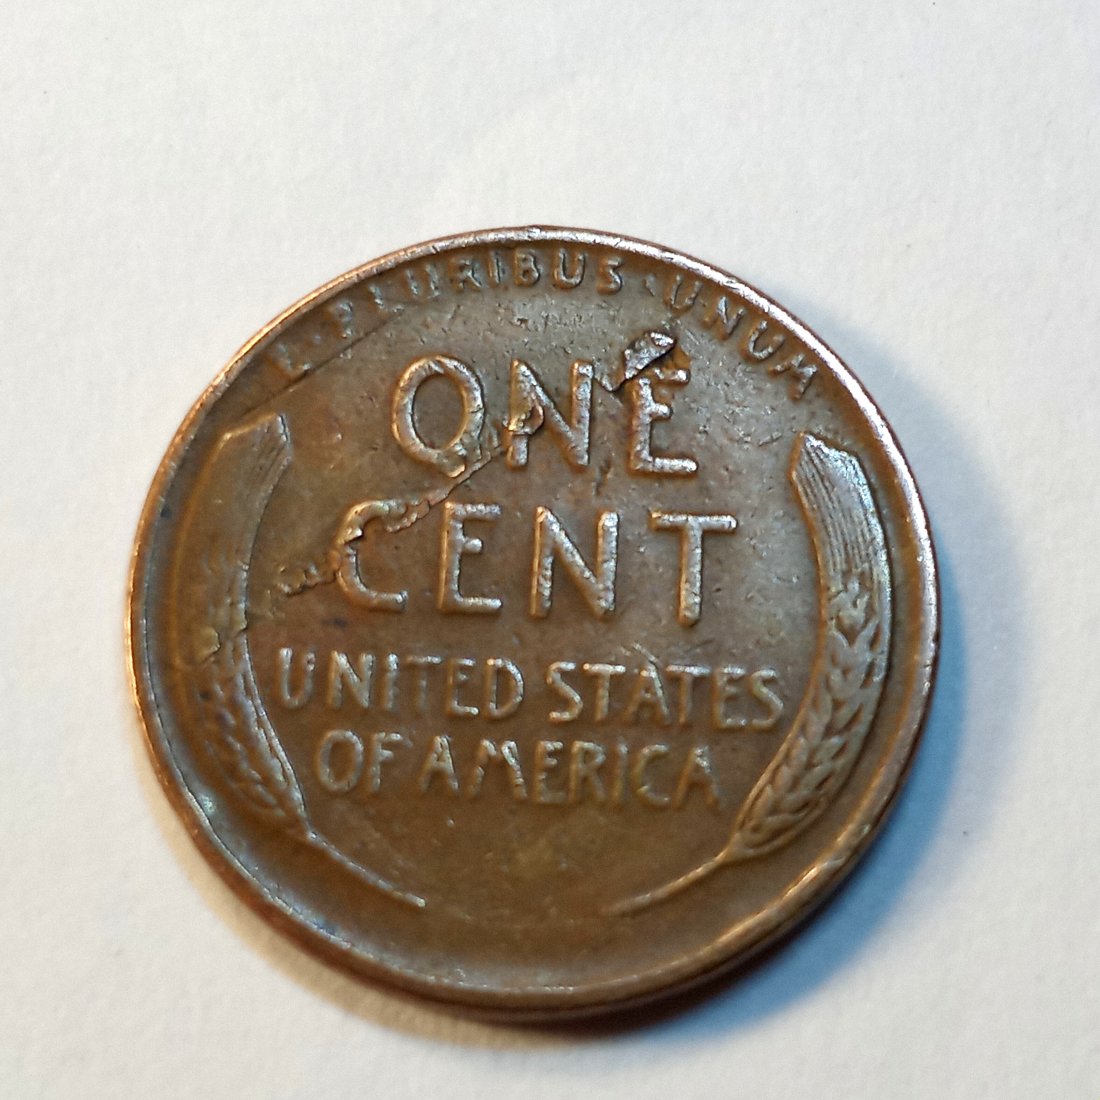 E · PLURIBUS · UNUM
ONE
CENT
UNITED STATES
OF AMERICA